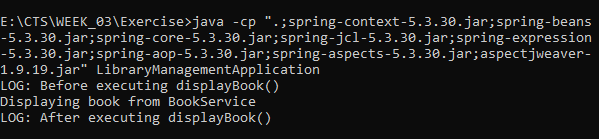 E:\CTS\WEEK_03\Exercise>java -cp ".;spring-context-5.3.30.jar;spring-beans
-5.3.30.jar;spring-core-5.3.30.jar;spring-jcl-5.3.30.jar;spring-expression
-5.3.30.jar;spring-aop-5.3.30.jar;spring-aspects-5.3.30.jar;aspectjweaver-
1.9.19.jar" LibraryManagementApplication
LOG: Before executing displayBook()
Displaying book from BookService
LOG: After executing displayBook()